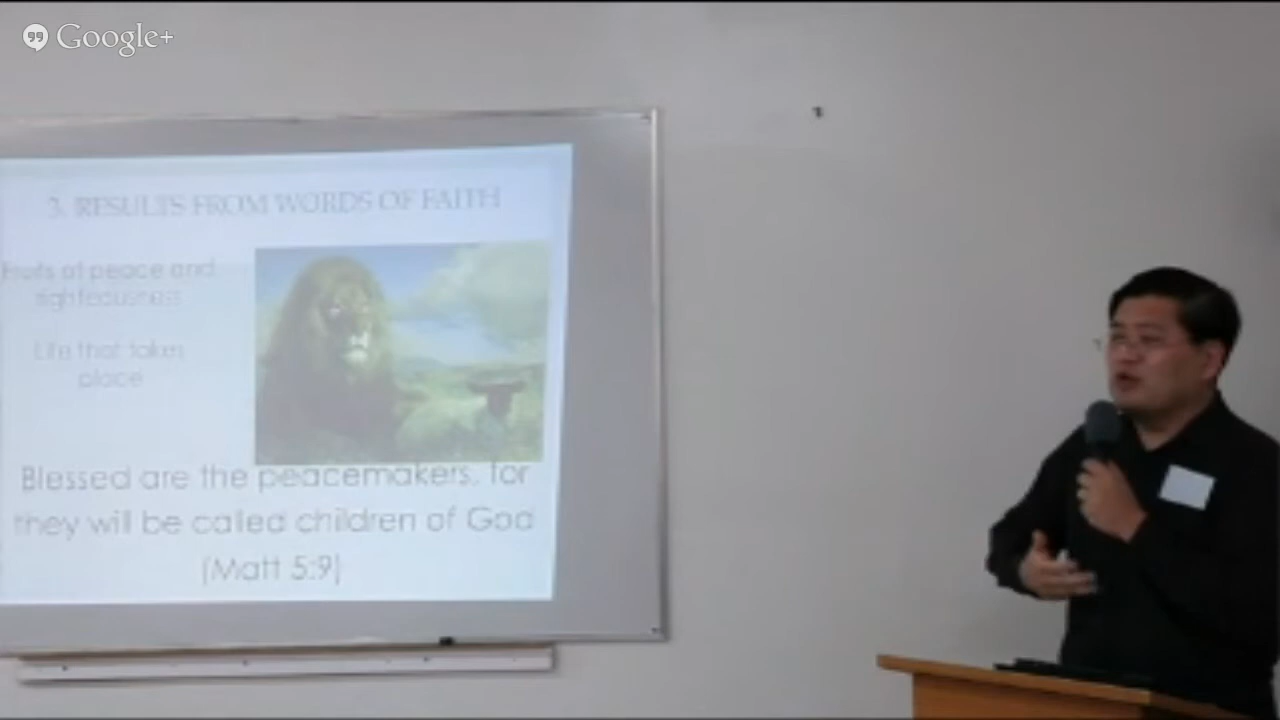 Google+
3. RESULTS FROM WORDS OF FAITH
Fruits of peace and
righteousness
Life that takes
place
Blessed are the peacemakers, for
they will be called children of God
(Matt 5:9)